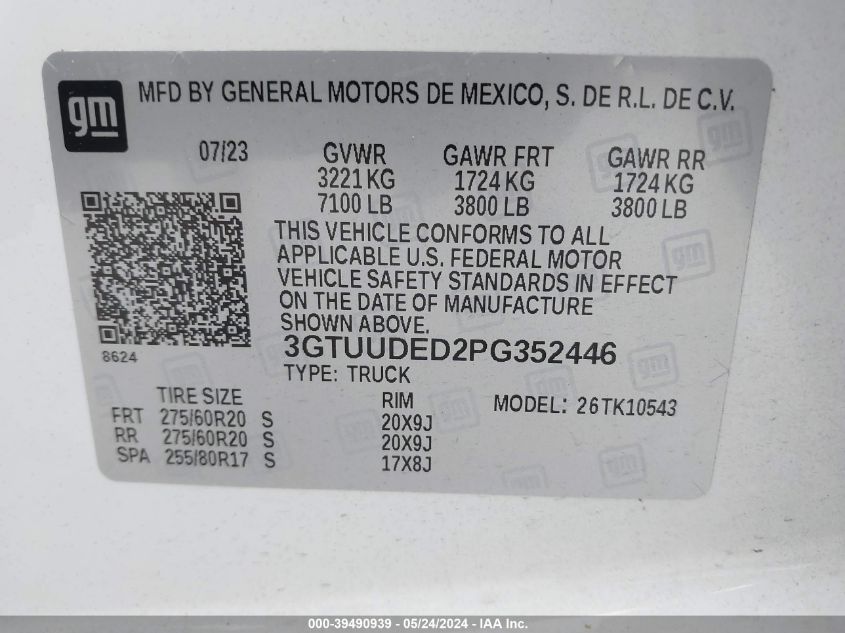 gm MFD BY GENERAL MOTORS DE MEXICO, S. DE R.L. DE C.V.
07/23 GVWR GAWR FRT GAWR RR
3221 KG 1724 KG 1724 KG
7100 LB 3800 LB 3800 LB
THIS VEHICLE CONFORMS TO ALL
APPLICABLE U.S. FEDERAL MOTOR
VEHICLE SAFETY STANDARDS IN EFFECT
ON THE DATE OF MANUFACTURE
SHOWN ABOVE.
8624 3GTUUDED2PG352446
TYPE: TRUCK
TIRE SIZE RIM MODEL: 26TK10543
FRT 275/60R20 S 20X9J
RR 275/60R20 S 20X9J
SPA 255/80R17 S 17X8J
000-39490939 - 05/24/2024 - IAA Inc.